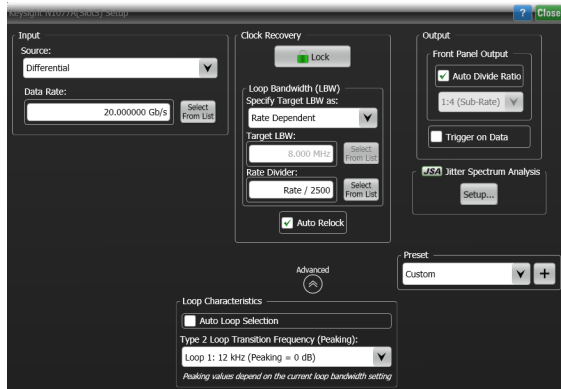 Keysight N1077A(Slot5) Setup
?
Close
Input
Source:
Differential
Data Rate:
20.000000 Gb/s
Select
From List
Clock Recovery
Lock
Loop Bandwidth (LBW)
Specify Target LBW as:
Rate Dependent
Target LBW:
8.000 MHz
Select
From List
Rate Divider:
Rate / 2500
Select
From List
Auto Relock
Output
Front Panel Output
Auto Divide Ratio
1:4 (Sub-Rate)
Trigger on Data
JSA Jitter Spectrum Analysis
Setup...
Preset
Custom
+
Advanced
Loop Characteristics
Auto Loop Selection
Type 2 Loop Transition Frequency (Peaking):
Loop 1: 12 kHz (Peaking = 0 dB)
Peaking values depend on the current loop bandwidth setting